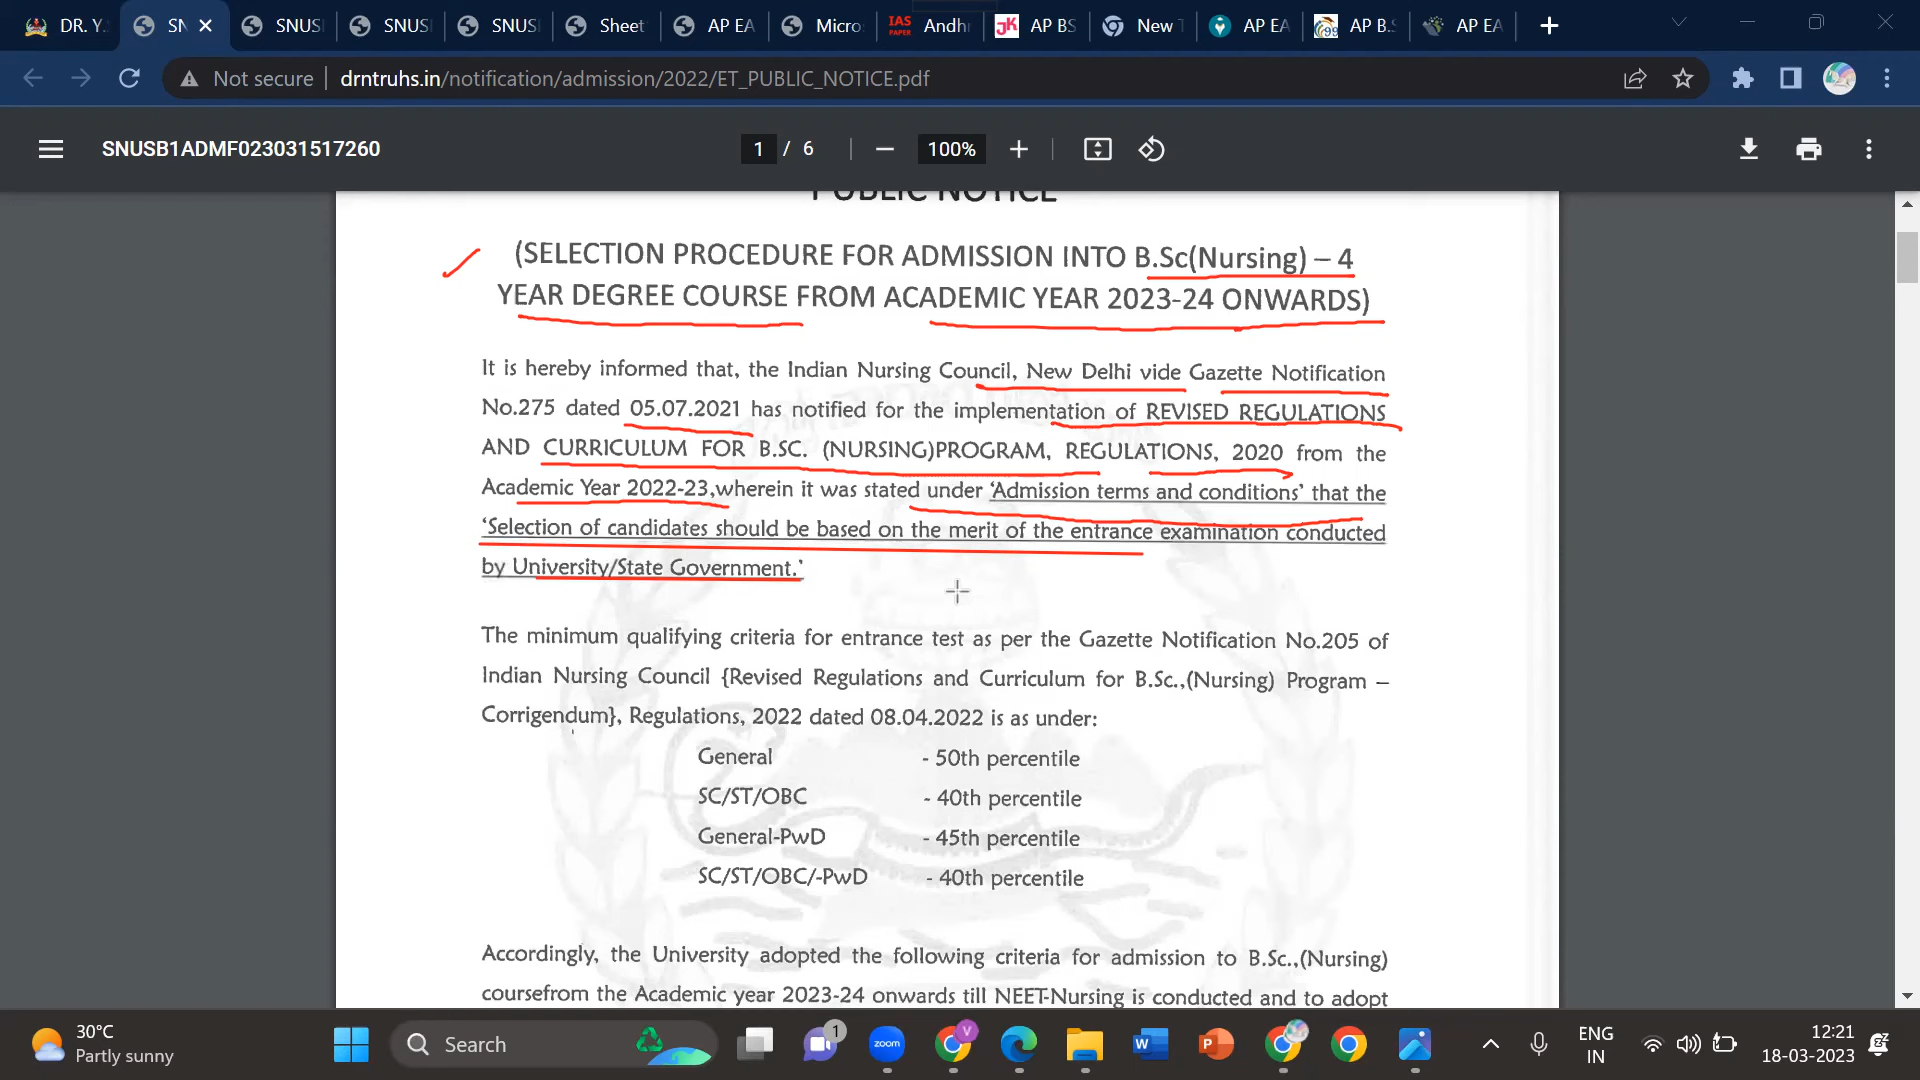 DR. Y.
SN
SNUS
SNUS
SNUS
Sheet
AP EA
Micro
IAS
PAPER
Andh
JK
AP BS
New T
AP EA
99
AP B.S
AP EA
Not secure
drntruhs.in/notification/admission/2022/ET_PUBLIC_NOTICE.pdf
SNUSB1ADMF023031517260
1 / 6
100%
PUBLIC NOTICE
(SELECTION PROCEDURE FOR ADMISSION INTO B.Sc(Nursing) – 4
YEAR DEGREE COURSE FROM ACADEMIC YEAR 2023-24 ONWARDS)
It is hereby informed that, the Indian Nursing Council, New Delhi vide Gazette Notification
No.275 dated 05.07.2021 has notified for the implementation of REVISED REGULATIONS
AND CURRICULUM FOR B.SC. (NURSING)PROGRAM, REGULATIONS, 2020 from the
Academic Year 2022-23,wherein it was stated under ‘Admission terms and conditions’ that the
‘Selection of candidates should be based on the merit of the entrance examination conducted
by University/State Government.’
The minimum qualifying criteria for entrance test as per the Gazette Notification No.205 of
Indian Nursing Council {Revised Regulations and Curriculum for B.Sc.,(Nursing) Program –
Corrigendum}, Regulations, 2022 dated 08.04.2022 is as under:
General - 50th percentile
SC/ST/OBC - 40th percentile
General-PwD - 45th percentile
SC/ST/OBC/-PwD - 40th percentile
Accordingly, the University adopted the following criteria for admission to B.Sc.,(Nursing)
coursefrom the Academic year 2023-24 onwards till NEET-Nursing is conducted and to adopt
30°C
Partly sunny
Search
1
zoom
V
W
P
ENG
IN
12:21
18-03-2023